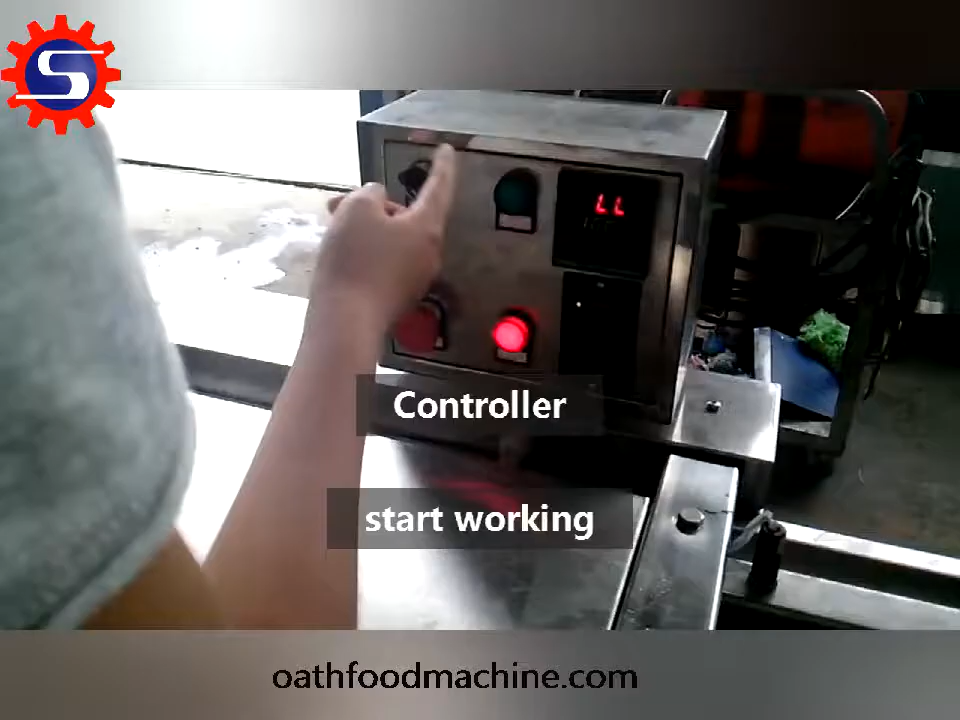 S
LL
Controller
start working
oathfoodmachine.com